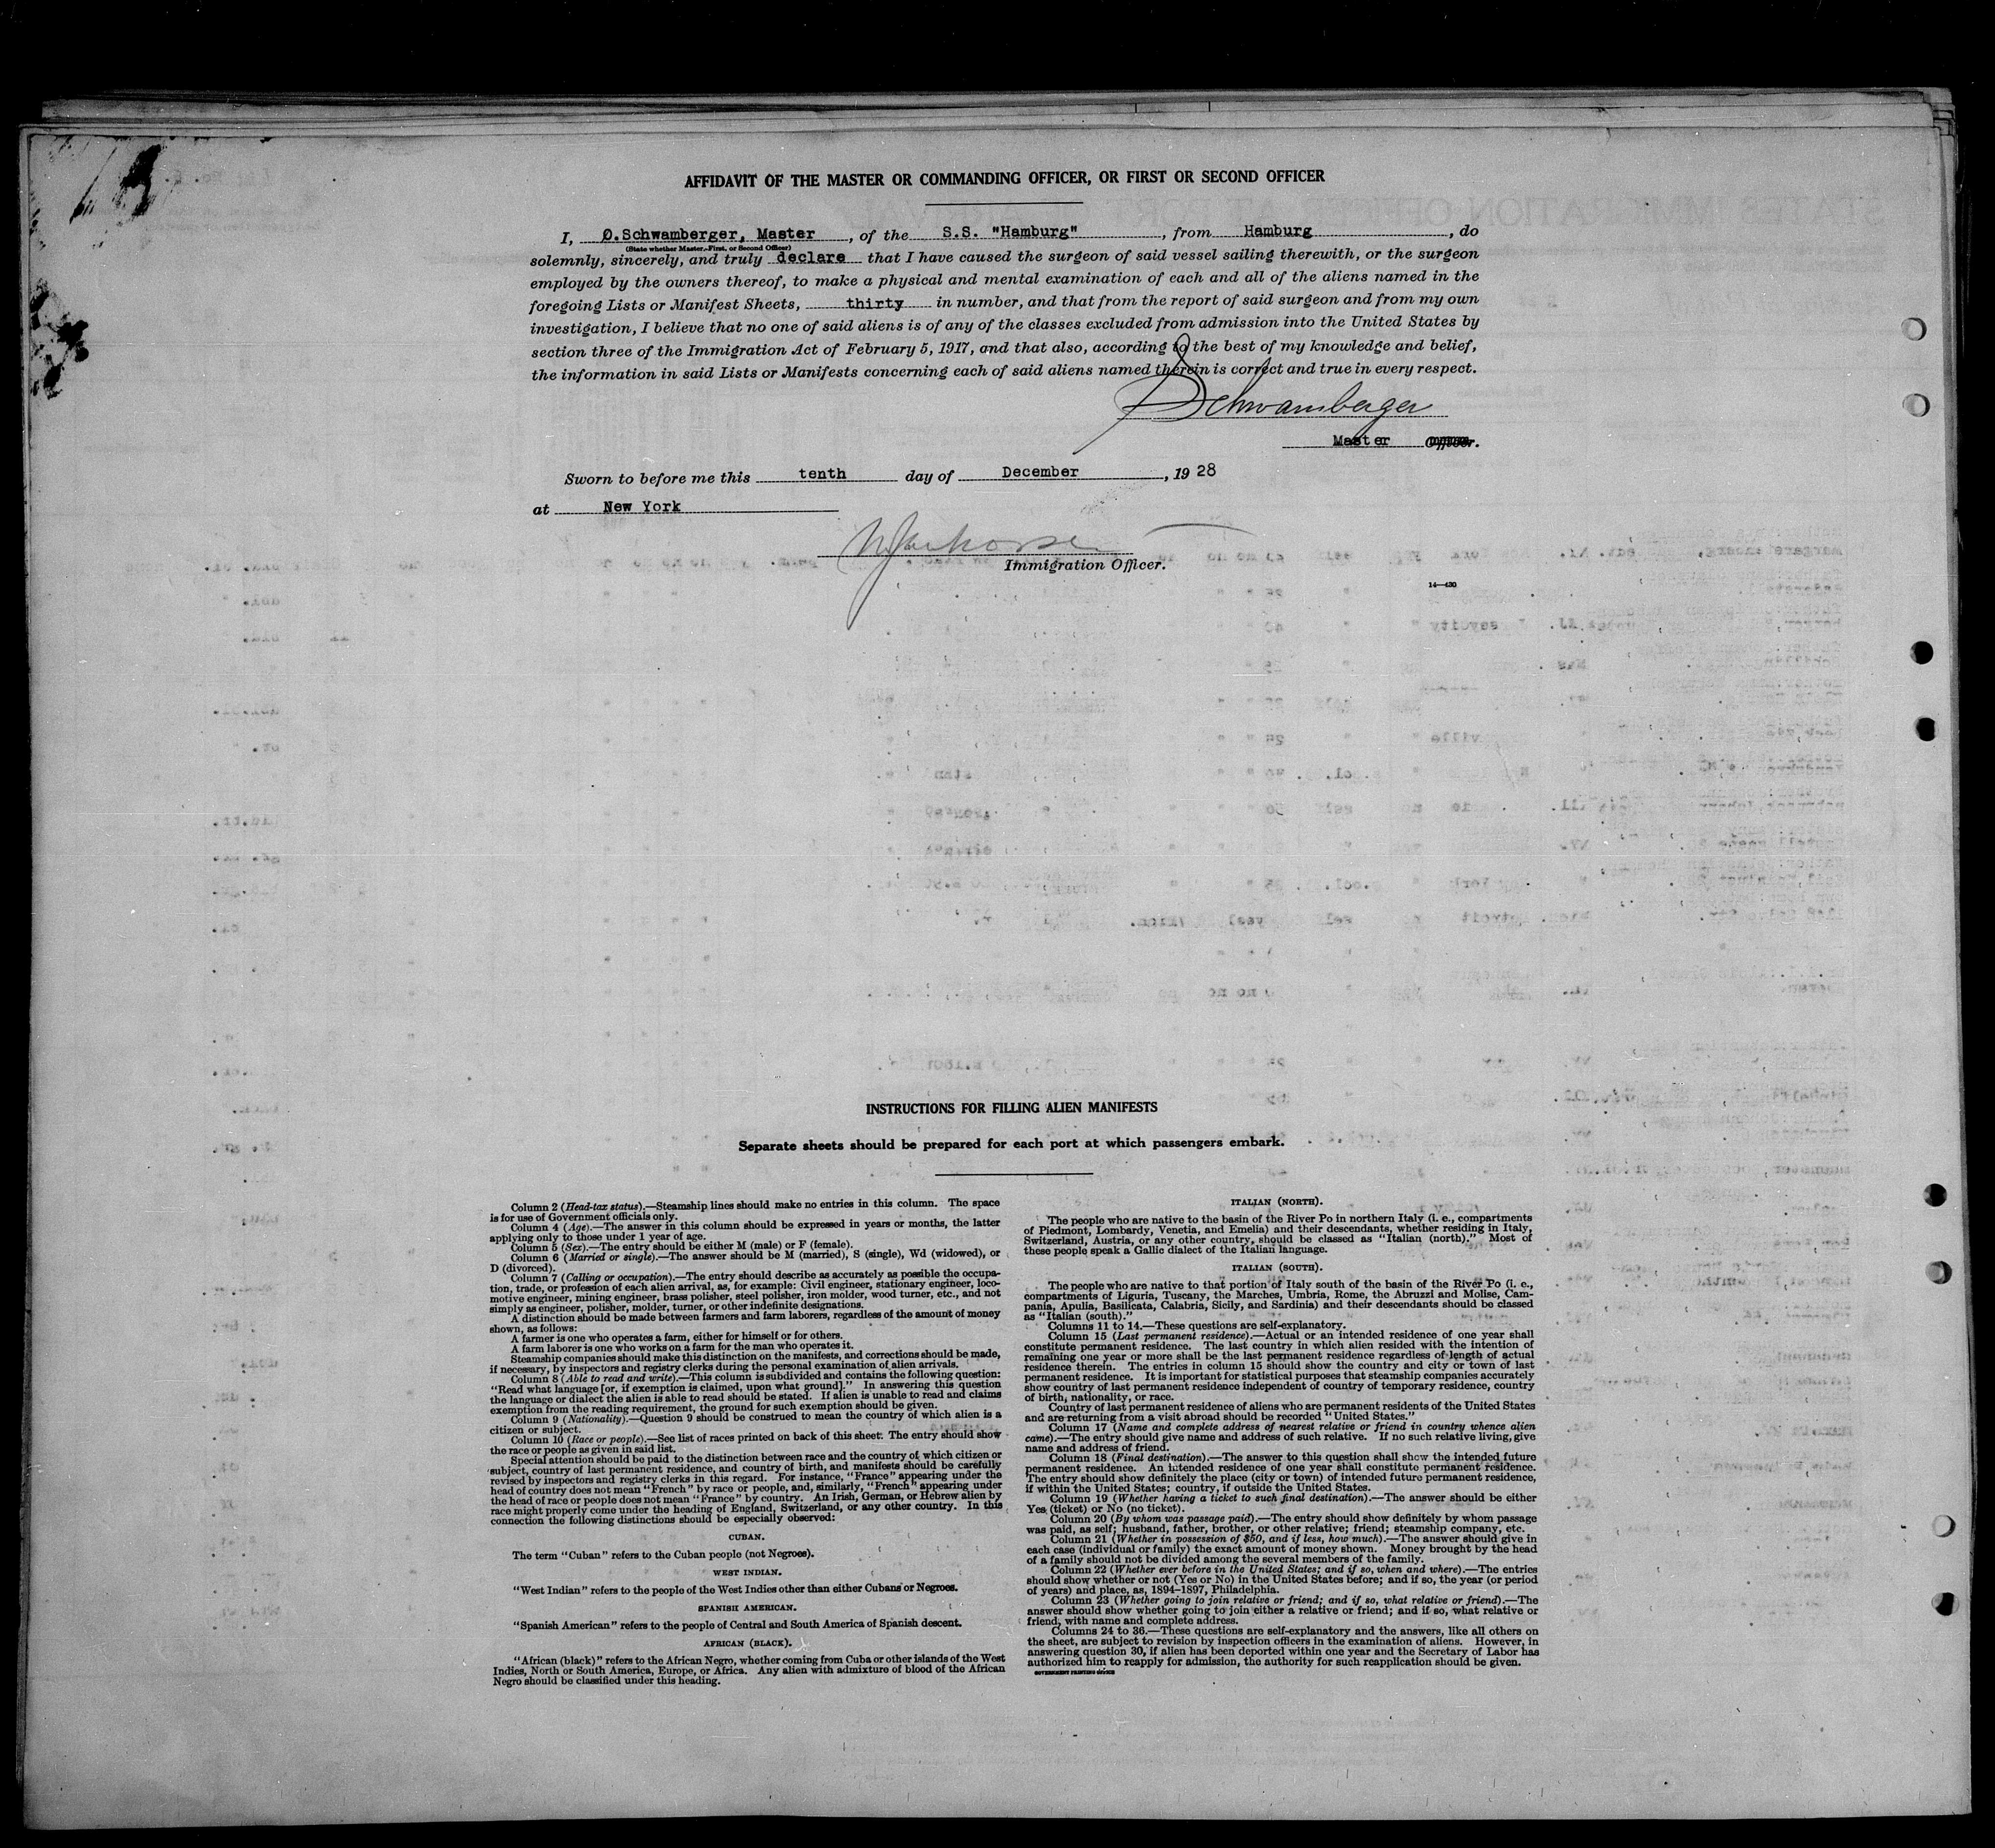 AFFIDAVIT OF THE MASTER OR COMMANDING OFFICER, OR FIRST OR SECOND OFFICER
I, O.Schwamberger, Master, of the S.S. "Hamburg", from Hamburg, do
(State whether Master, First, or Second Officer)
solemnly, sincerely, and truly declare that I have caused the surgeon of said vessel sailing therewith, or the surgeon
employed by the owners thereof, to make a physical and mental examination of each and all of the aliens named in the
foregoing Lists or Manifest Sheets, thirty in number, and that from the report of said surgeon and from my own
investigation, I believe that no one of said aliens is of any of the classes excluded from admission into the United States by
section three of the Immigration Act of February 5, 1917, and that also, according to the best of my knowledge and belief,
the information in said Lists or Manifests concerning each of said aliens named therein is correct and true in every respect.
Schwamberger
Master Officer.
Sworn to before me this tenth day of December, 1928
at New York
Immigration Officer.
14—430
INSTRUCTIONS FOR FILLING ALIEN MANIFESTS
Separate sheets should be prepared for each port at which passengers embark.
Column 2 (Head-tax status).—Steamship lines should make no entries in this column. The space
is for use of Government officials only.
Column 4 (Age).—The answer in this column should be expressed in years or months, the latter
applying only to those under 1 year of age.
Column 5 (Sex).—The entry should be either M (male) or F (female).
Column 6 (Married or single).—The answer should be M (married), S (single), Wd (widowed), or
D (divorced).
Column 7 (Calling or occupation).—The entry should describe as accurately as possible the occupa-
tion, trade, or profession of each alien arrival, as, for example: Civil engineer, stationary engineer, loco-
motive engineer, mining engineer, brass polisher, steel polisher, iron molder, wood turner, etc., and not
simply as engineer, polisher, molder, turner, or other indefinite designations.
A distinction should be made between farmers and farm laborers, regardless of the amount of money
shown, as follows:
A farmer is one who operates a farm, either for himself or for others.
A farm laborer is one who works on a farm for the man who operates it.
Steamship companies should make this distinction on the manifests, and corrections should be made,
if necessary, by inspectors and registry clerks during the personal examination of alien arrivals.
Column 8 (Able to read and write).—This column is subdivided and contains the following question:
"Read what language [or, if exemption is claimed, upon what ground]." In answering this question
the language or dialect the alien is able to read should be stated. If alien is unable to read and claims
exemption from the reading requirement, the ground for such exemption should be given.
Column 9 (Nationality).—Question 9 should be construed to mean the country of which alien is a
citizen or subject.
Column 10 (Race or people).—See list of races printed on back of this sheet. The entry should show
the race or people as given in said list.
Special attention should be paid to the distinction between race and the country of which citizen or
subject, country of last permanent residence, and country of birth, and manifests should be carefully
revised by inspectors and registry clerks in this regard. For instance, "France" appearing under the
head of country does not mean "French" by race or people, and, similarly, "French" appearing under
the head of race or people does not mean "France" by country. An Irish, German, or Hebrew alien by
race might properly come under the heading of England, Switzerland, or any other country. In this
connection the following distinctions should be especially observed:
CUBAN.
The term "Cuban" refers to the Cuban people (not Negroes).
WEST INDIAN.
"West Indian" refers to the people of the West Indies other than either Cubans or Negroes.
SPANISH AMERICAN.
"Spanish American" refers to the people of Central and South America of Spanish descent.
AFRICAN (BLACK).
"African (black)" refers to the African Negro, whether coming from Cuba or other islands of the West
Indies, North or South America, Europe, or Africa. Any alien with admixture of blood of the African
Negro should be classified under this heading.
ITALIAN (NORTH).
The people who are native to the basin of the River Po in northern Italy (i. e., compartments
of Piedmont, Lombardy, Venetia, and Emelia) and their descendants, whether residing in Italy,
Switzerland, Austria, or any other country, should be classed as "Italian (north)." Most of
these people speak a Gallic dialect of the Italian language.
ITALIAN (SOUTH).
The people who are native to that portion of Italy south of the basin of the River Po (i. e.,
compartments of Liguria, Tuscany, the Marches, Umbria, Rome, the Abruzzi and Molise, Cam-
pania, Apulia, Basilicata, Calabria, Sicily, and Sardinia) and their descendants should be classed
as "Italian (south)."
Columns 11 to 14.—These questions are self-explanatory.
Column 15 (Last permanent residence).—Actual or an intended residence of one year shall
constitute permanent residence. The last country in which alien resided with the intention of
remaining one year or more shall be the last permanent residence regardless of length of actual
residence therein. The entries in column 15 should show the country and city or town of last
permanent residence. It is important for statistical purposes that steamship companies accurately
show country of last permanent residence independent of country of temporary residence, country
of birth, nationality, or race.
Country of last permanent residence of aliens who are permanent residents of the United States
and are returning from a visit abroad should be recorded "United States."
Column 17 (Name and complete address of nearest relative or friend in country whence alien
came).—The entry should give name and address of such relative. If no such relative living, give
name and address of friend.
Column 18 (Final destination).—The answer to this question shall show the intended future
permanent residence. An intended residence of one year shall constitute permanent residence.
The entry should show definitely the place (city or town) of intended future permanent residence,
if within the United States; country, if outside the United States.
Column 19 (Whether having a ticket to such final destination).—The answer should be either
Yes (ticket) or No (no ticket).
Column 20 (By whom was passage paid).—The entry should show definitely by whom passage
was paid, as self; husband, father, brother, or other relative; friend; steamship company, etc.
Column 21 (Whether in possession of $50, and if less, how much).—The answer should give in
each case (individual or family) the exact amount of money shown. Money brought by the head
of a family should not be divided among the several members of the family.
Column 22 (Whether ever before in the United States; and if so, when and where).—The entries
should show whether or not (Yes or No) in the United States before; and if so, the year (or period
of years) and place, as, 1894-1897, Philadelphia.
Column 23 (Whether going to join relative or friend; and if so, what relative or friend).—The
answer should show whether going to join either a relative or friend; and if so, what relative or
friend, with name and complete address.
Columns 24 to 36.—These questions are self-explanatory and the answers, like all others on
the sheet, are subject to revision by inspection officers in the examination of aliens. However, in
answering question 30, if alien has been deported within one year and the Secretary of Labor has
authorized him to reapply for admission, the authority for such reapplication should be given.
GOVERNMENT PRINTING OFFICE